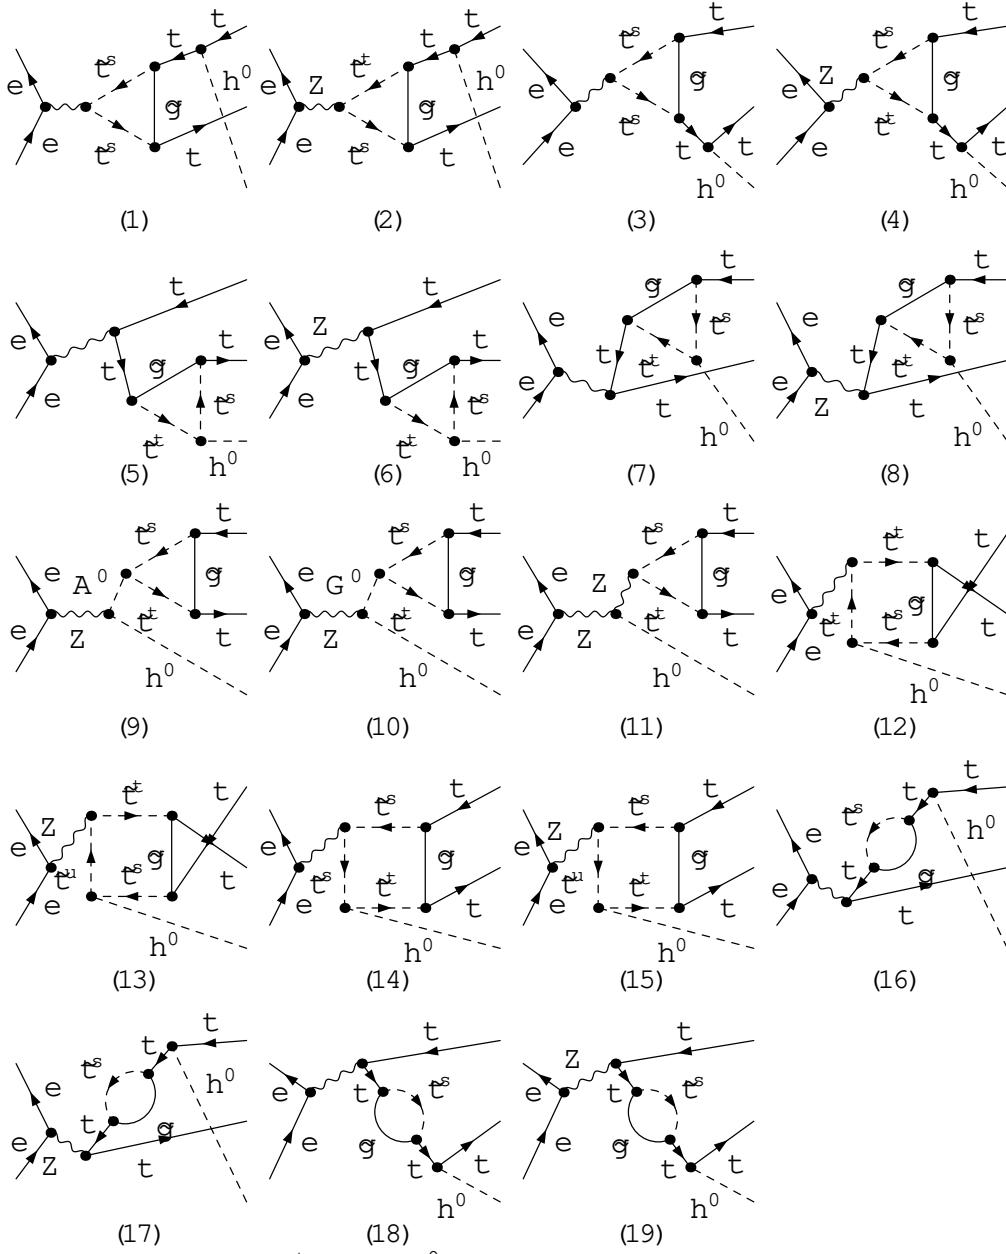 t
t t̃ˢ
h⁰
e g̃
e t̃ˢ t
(1)
t
t t̃ᵗ
Z h⁰
e g̃
e t̃ˢ t
(2)
t̃ˢ t
e g̃
e t̃ˢ
t t
h⁰
(3)
t̃ˢ t
Z
e g̃
e t̃ᵗ
t t
h⁰
(4)
t
e
t g̃ t
e t̃ˢ
t̃ᵗ h⁰
(5)
t
Z
e
t g̃ t
e t̃ˢ
t̃ᵗ h⁰
(6)
t
g̃
e t̃ˢ
t t̃ᵗ
e t
h⁰
(7)
t
g̃
e t̃ˢ
t t̃ᵗ
e Z t
h⁰
(8)
t̃ˢ t
e A⁰ g̃
e Z t̃ᵗ t
h⁰
(9)
t̃ˢ t
e G⁰ g̃
e Z t̃ᵗ t
h⁰
(10)
t̃ˢ t
e Z g̃
e Z t̃ᵗ t
h⁰
(11)
t̃ᵗ t
e g̃
t̃ᵗ t̃ˢ t
e
h⁰
(12)
t̃ᵗ t
Z
e g̃
t̃ᵘ t̃ˢ t
e
h⁰
(13)
t̃ˢ t
e g̃
t̃ˢ t̃ᵗ t
e
h⁰
(14)
t̃ˢ t
Z
e g̃
t̃ᵘ t̃ᵗ t
e
h⁰
(15)
t
t
t̃ˢ h⁰
e
t g̃
e t
(16)
t
t
t̃ˢ h⁰
e
t g̃
e Z t
(17)
t
e t t̃ˢ
e g̃
t t
h⁰
(18)
t
Z
e t t̃ˢ
e g̃
t t
h⁰
(19)